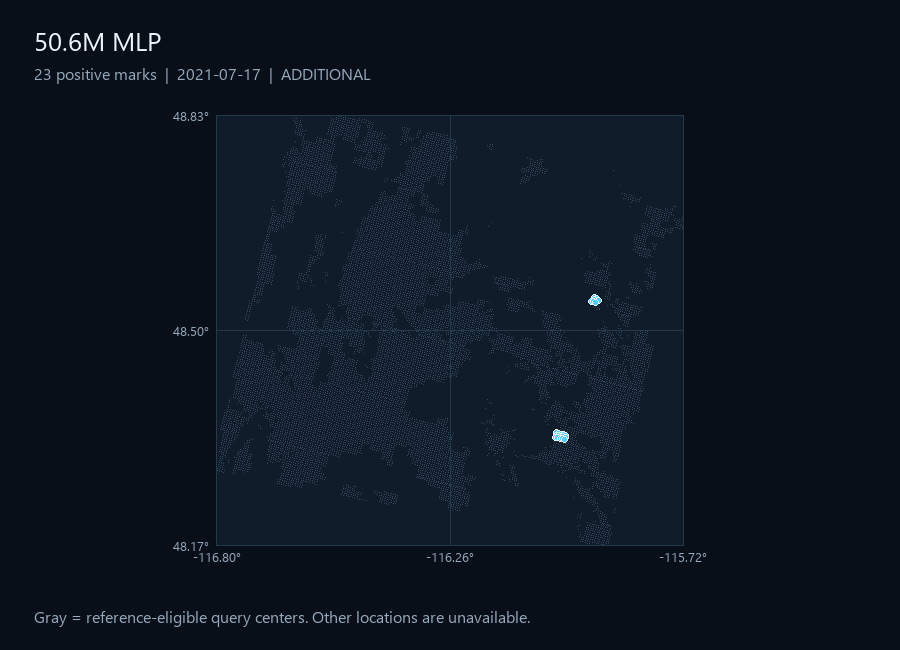 50.6M MLP
23 positive marks | 2021-07-17 | ADDITIONAL
48.83°
48.50°
48.17°
-116.80°
-116.26°
-115.72°
Gray = reference-eligible query centers. Other locations are unavailable.